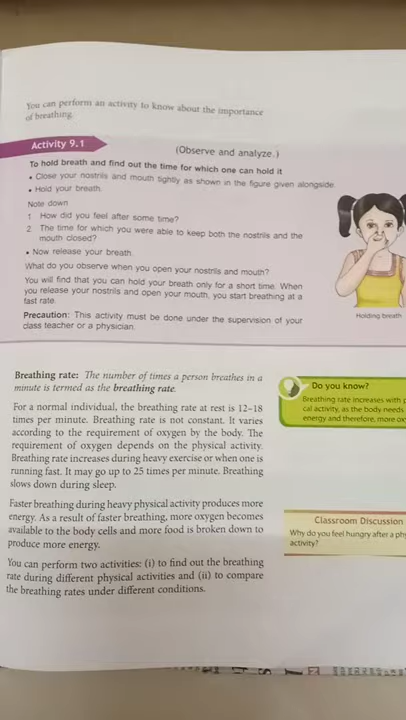 You can perform an activity to know about the importance
of breathing.
Activity 9.1
(Observe and analyze.)
To hold breath and find out the time for which one can hold it
• Close your nostrils and mouth tightly as shown in the figure given alongside.
• Hold your breath.
Note down
1 How did you feel after some time?
2 The time for which you were able to keep both the nostrils and the
mouth closed?
• Now release your breath.
What do you observe when you open your nostrils and mouth?
You will find that you can hold your breath only for a short time. When
you release your nostrils and open your mouth, you start breathing at a
fast rate.
Precaution: This activity must be done under the supervision of your
class teacher or a physician.
Holding breath
Breathing rate: The number of times a person breathes in a
minute is termed as the breathing rate.
For a normal individual, the breathing rate at rest is 12–18
times per minute. Breathing rate is not constant. It varies
according to the requirement of oxygen by the body. The
requirement of oxygen depends on the physical activity.
Breathing rate increases during heavy exercise or when one is
running fast. It may go up to 25 times per minute. Breathing
slows down during sleep.
Faster breathing during heavy physical activity produces more
energy. As a result of faster breathing, more oxygen becomes
available to the body cells and more food is broken down to
produce more energy.
You can perform two activities: (i) to find out the breathing
rate during different physical activities and (ii) to compare
the breathing rates under different conditions.
Do you know?
Breathing rate increases with p
cal activity, as the body needs
energy and therefore, more ox
Classroom Discussion
Why do you feel hungry after a phy
activity?